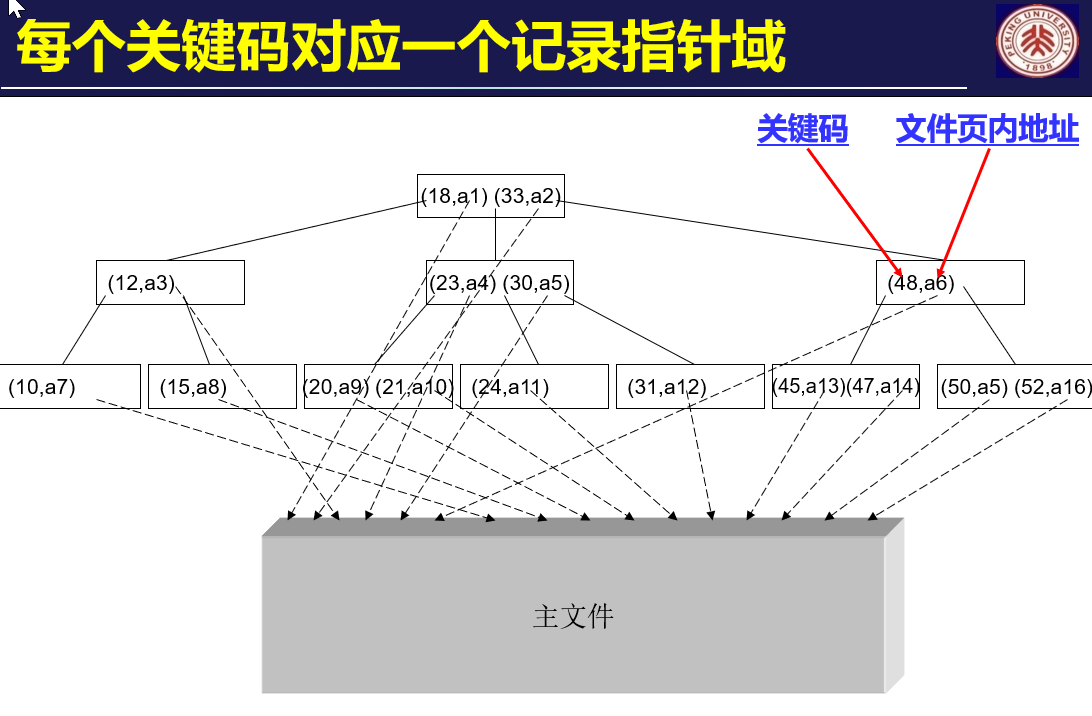 每个关键码对应一个记录指针域
PEKING UNIVERSITY
1898
关键码 文件页内地址
(18,a1) (33,a2)
(12,a3) (23,a4) (30,a5) (48,a6)
(10,a7) (15,a8) (20,a9) (21,a10) (24,a11) (31,a12) (45,a13)(47,a14) (50,a5) (52,a16)
主文件